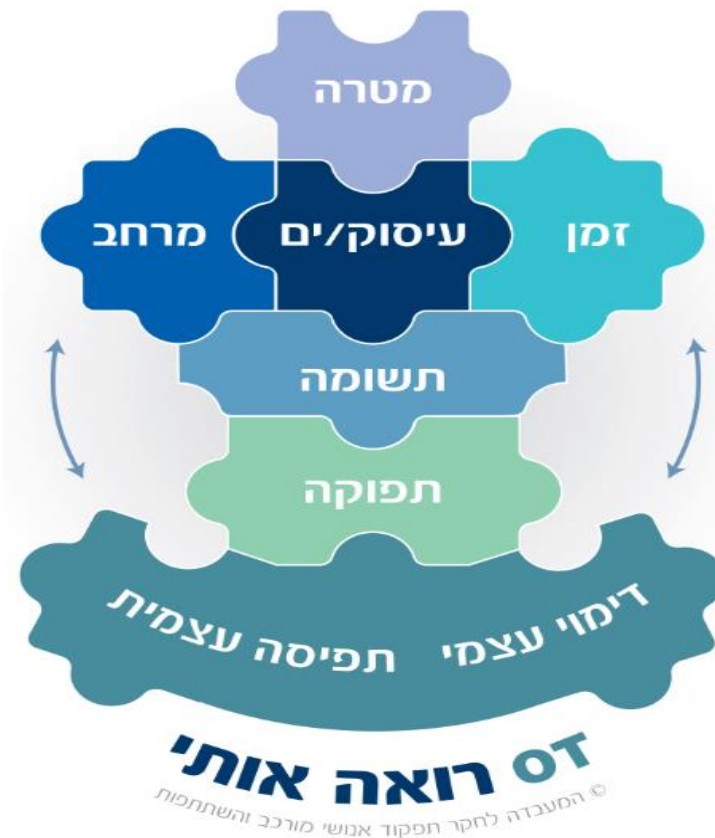 מטרה
מרחב עיסוק/ים זמן
תשומה
תפוקה
דימוי עצמי תפיסה עצמית
OT רואה אותי
© המעבדה לחקר תפקוד אנושי מורכב והשתתפות